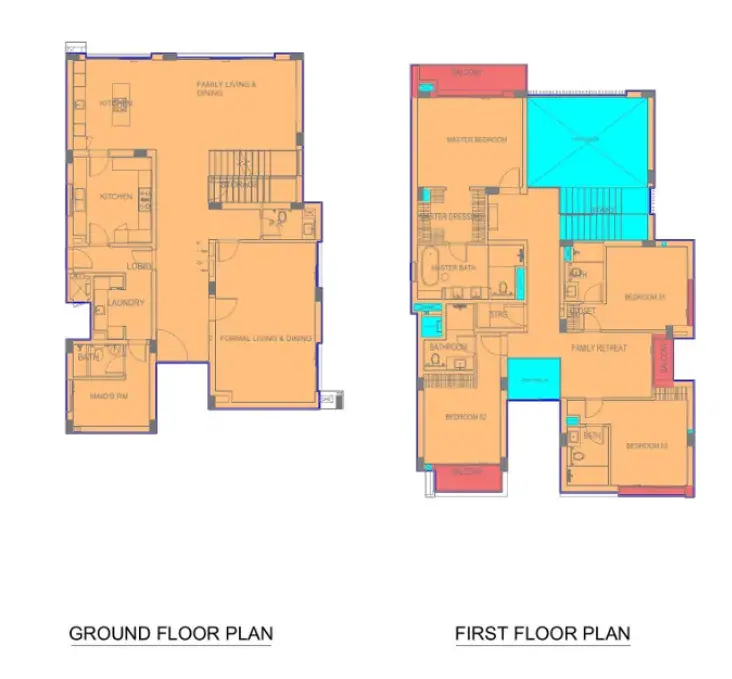 FAMILY LIVING &
DINING
KITCHEN
KITCHEN
STORAGE
LOBBY
LAUNDRY
FORMAL LIVING & DINING
BATH
MAID'S RM
GROUND FLOOR PLAN
BALCONY
MASTER BEDROOM
MASTER DRESSING
MASTER BATH
BATH
BEDROOM 01
CLOSET
STRG
BATHROOM
FAMILY RETREAT
BALCONY
BEDROOM 02
BATH
BEDROOM 03
BALCONY
FIRST FLOOR PLAN